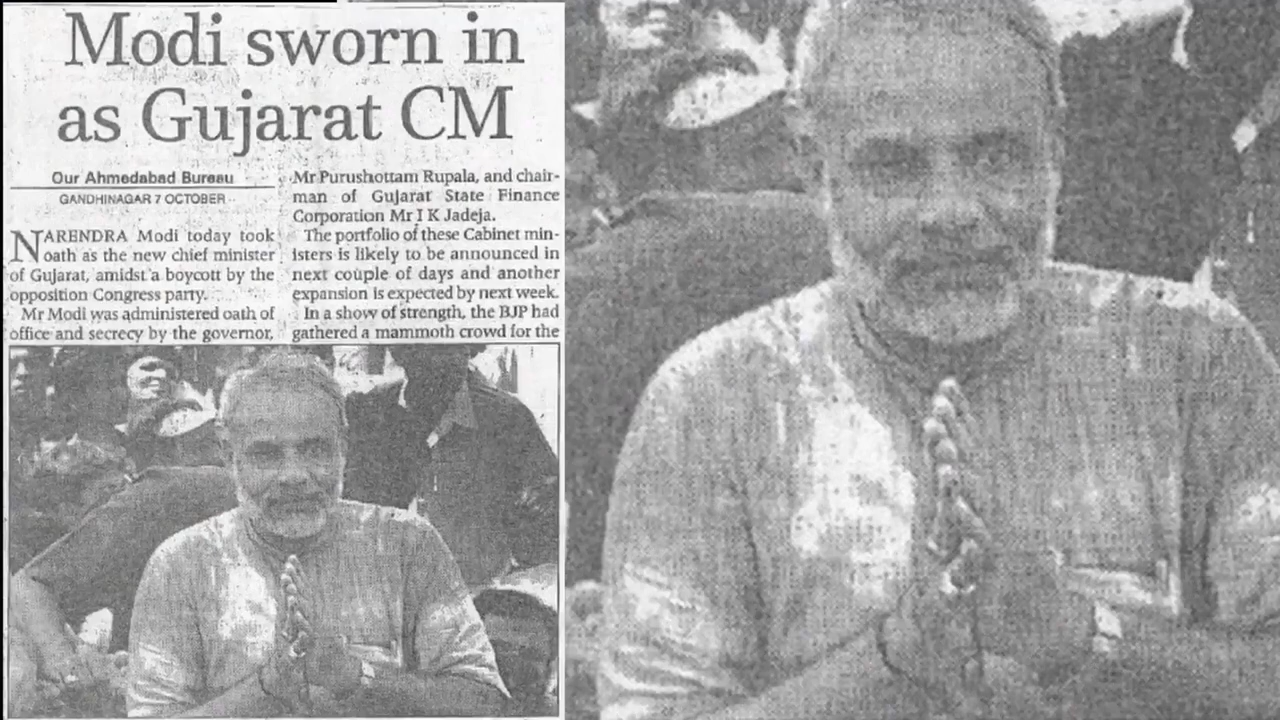 Modi sworn in
as Gujarat CM
Our Ahmedabad Bureau
GANDHINAGAR 7 OCTOBER
NARENDRA Modi today took
oath as the new chief minister
of Gujarat, amidst a boycott by the
opposition Congress party.
Mr Modi was administered oath of
office and secrecy by the governor,
Mr Purushottam Rupala, and chair-
man of Gujarat State Finance
Corporation Mr I K Jadeja.
The portfolio of these Cabinet min-
isters is likely to be announced in
next couple of days and another
expansion is expected by next week.
In a show of strength, the BJP had
gathered a mammoth crowd for the